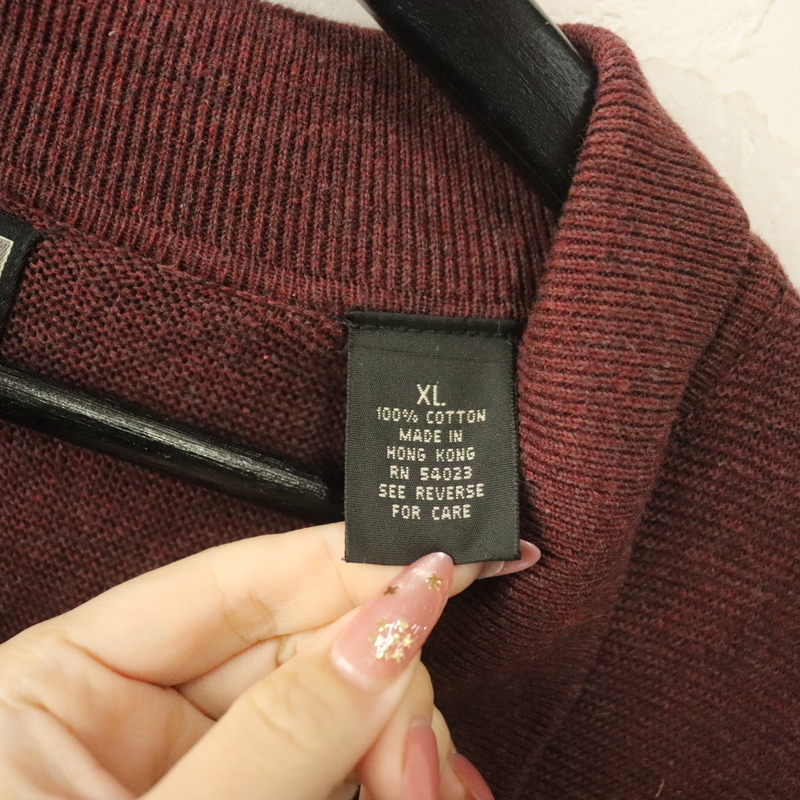 XL
100% COTTON
MADE IN
HONG KONG
RN 54023
SEE REVERSE
FOR CARE